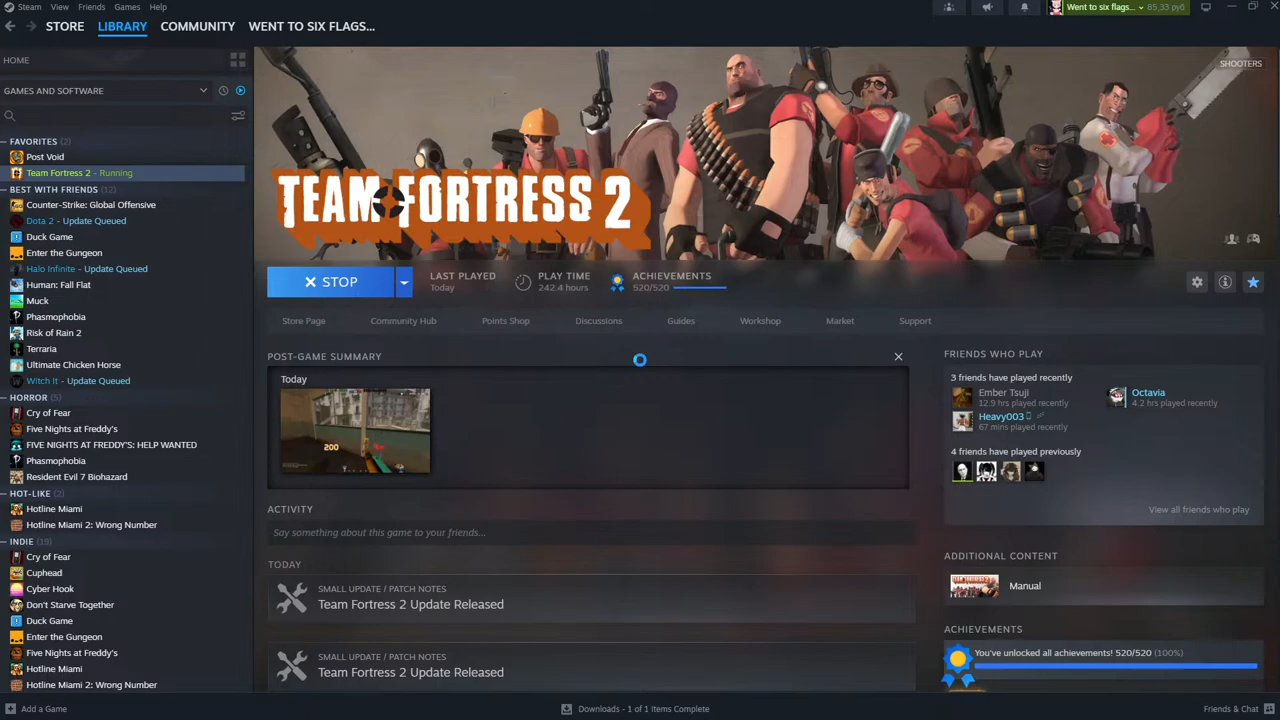 Steam View Friends Games Help
Went to six flags... 85,33 pуб
STORE LIBRARY COMMUNITY WENT TO SIX FLAGS...
HOME
GAMES AND SOFTWARE
FAVORITES (2)
Post Void
Team Fortress 2 - Running
BEST WITH FRIENDS (12)
Counter-Strike: Global Offensive
Dota 2 - Update Queued
Duck Game
Enter the Gungeon
Halo Infinite - Update Queued
Human: Fall Flat
Muck
Phasmophobia
Risk of Rain 2
Terraria
Ultimate Chicken Horse
Witch It - Update Queued
HORROR (5)
Cry of Fear
Five Nights at Freddy's
FIVE NIGHTS AT FREDDY'S: HELP WANTED
Phasmophobia
Resident Evil 7 Biohazard
HOT-LIKE (2)
Hotline Miami
Hotline Miami 2: Wrong Number
INDIE (19)
Cry of Fear
Cuphead
Cyber Hook
Don't Starve Together
Duck Game
Enter the Gungeon
Five Nights at Freddy's
Hotline Miami
Hotline Miami 2: Wrong Number
Add a Game
SHOOTERS
TEAM FORTRESS 2
STOP
LAST PLAYED
Today
PLAY TIME
242.4 hours
ACHIEVEMENTS
520/520
Store Page Community Hub Points Shop Discussions Guides Workshop Market Support
POST-GAME SUMMARY
Today
200
ACTIVITY
Say something about this game to your friends...
TODAY
SMALL UPDATE / PATCH NOTES
Team Fortress 2 Update Released
SMALL UPDATE / PATCH NOTES
Team Fortress 2 Update Released
FRIENDS WHO PLAY
3 friends have played recently
Ember Tsuji
12.9 hrs played recently
Octavia
4.2 hrs played recently
Heavy003
67 mins played recently
4 friends have played previously
View all friends who play
ADDITIONAL CONTENT
Manual
ACHIEVEMENTS
You've unlocked all achievements! 520/520 (100%)
Downloads - 1 of 1 Items Complete
Friends & Chat